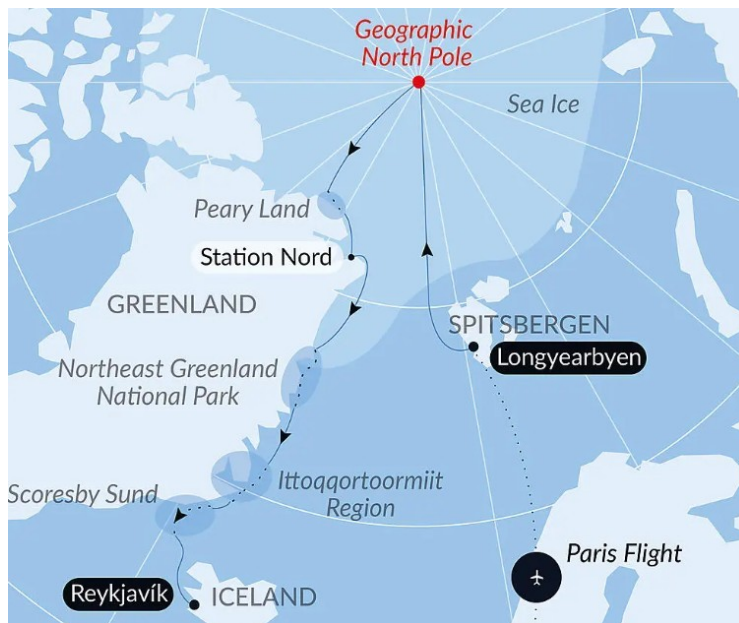 Geographic
North Pole
Sea Ice
Peary Land
Station Nord
GREENLAND
SPITSBERGEN
Longyearbyen
Northeast Greenland
National Park
Ittoqqortoormiit
Region
Scoresby Sund
Paris Flight
Reykjavík
ICELAND